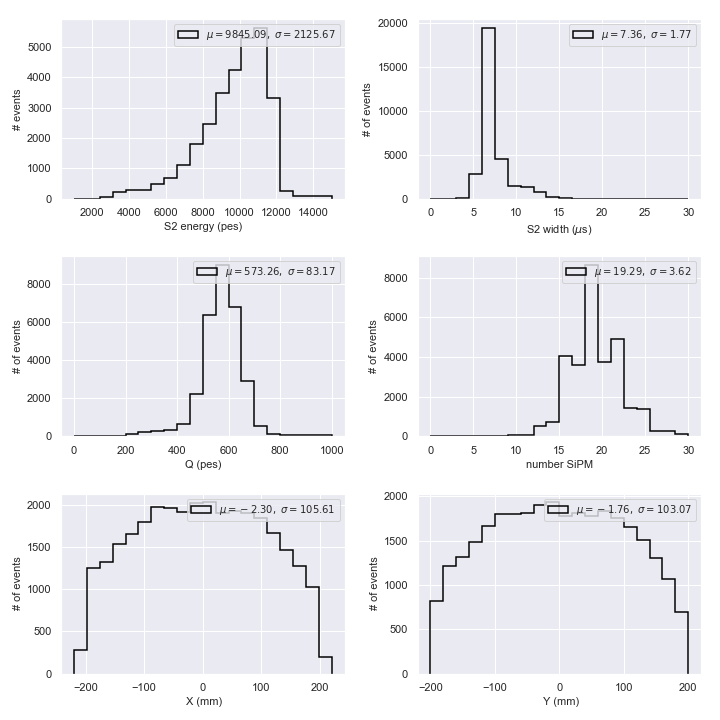 μ = 9845.09, σ = 2125.67
# events
5000
4000
3000
2000
1000
0
2000 4000 6000 8000 10000 12000 14000
S2 energy (pes)
μ = 7.36, σ = 1.77
# of events
20000
15000
10000
5000
0
0 5 10 15 20 25 30
S2 width (μs)
μ = 573.26, σ = 83.17
# of events
8000
6000
4000
2000
0
0 200 400 600 800 1000
Q (pes)
μ = 19.29, σ = 3.62
# of events
8000
6000
4000
2000
0
0 5 10 15 20 25 30
number SiPM
μ = −2.30, σ = 105.61
# of events
2000
1500
1000
500
0
−200 −100 0 100 200
X (mm)
μ = −1.76, σ = 103.07
# of events
2000
1500
1000
500
0
−200 −100 0 100 200
Y (mm)